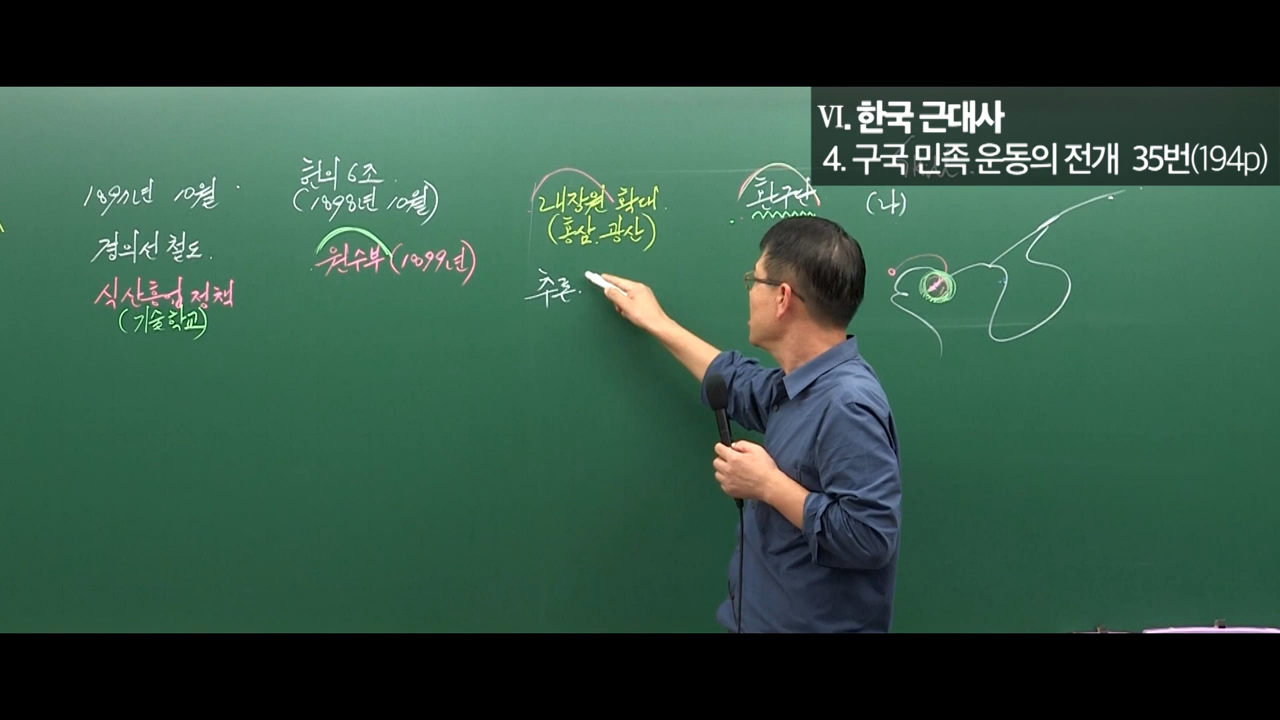 Ⅵ. 한국 근대사
4. 구국 민족 운동의 전개 35번(194p)
1897년 10월
경의선 철도.
식산흥업 정책
(기술학교)
헌의 6조.
(1898년 10월)
원수부 (1899년)
내장원 확대.
(홍삼. 광산)
추론.
환구단
(나)